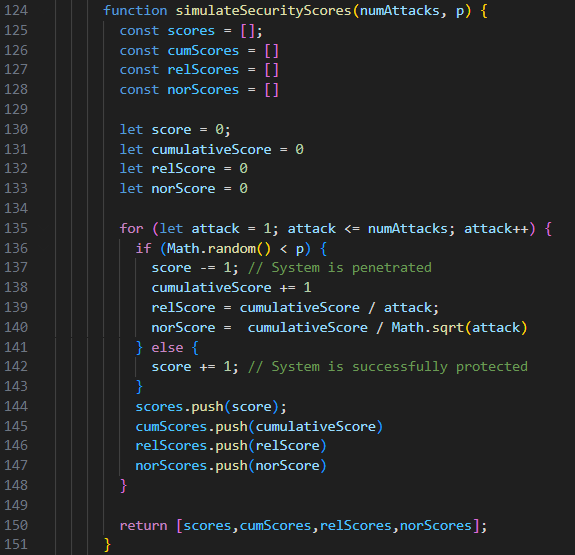 124 function simulateSecurityScores(numAttacks, p) {
125 const scores = [];
126 const cumScores = []
127 const relScores = []
128 const norScores = []
129
130 let score = 0;
131 let cumulativeScore = 0
132 let relScore = 0
133 let norScore = 0
134
135 for (let attack = 1; attack <= numAttacks; attack++) {
136 if (Math.random() < p) {
137 score -= 1; // System is penetrated
138 cumulativeScore += 1
139 relScore = cumulativeScore / attack;
140 norScore =  cumulativeScore / Math.sqrt(attack)
141 } else {
142 score += 1; // System is successfully protected
143 }
144 scores.push(score);
145 cumScores.push(cumulativeScore)
146 relScores.push(relScore)
147 norScores.push(norScore)
148 }
149
150 return [scores,cumScores,relScores,norScores];
151 }